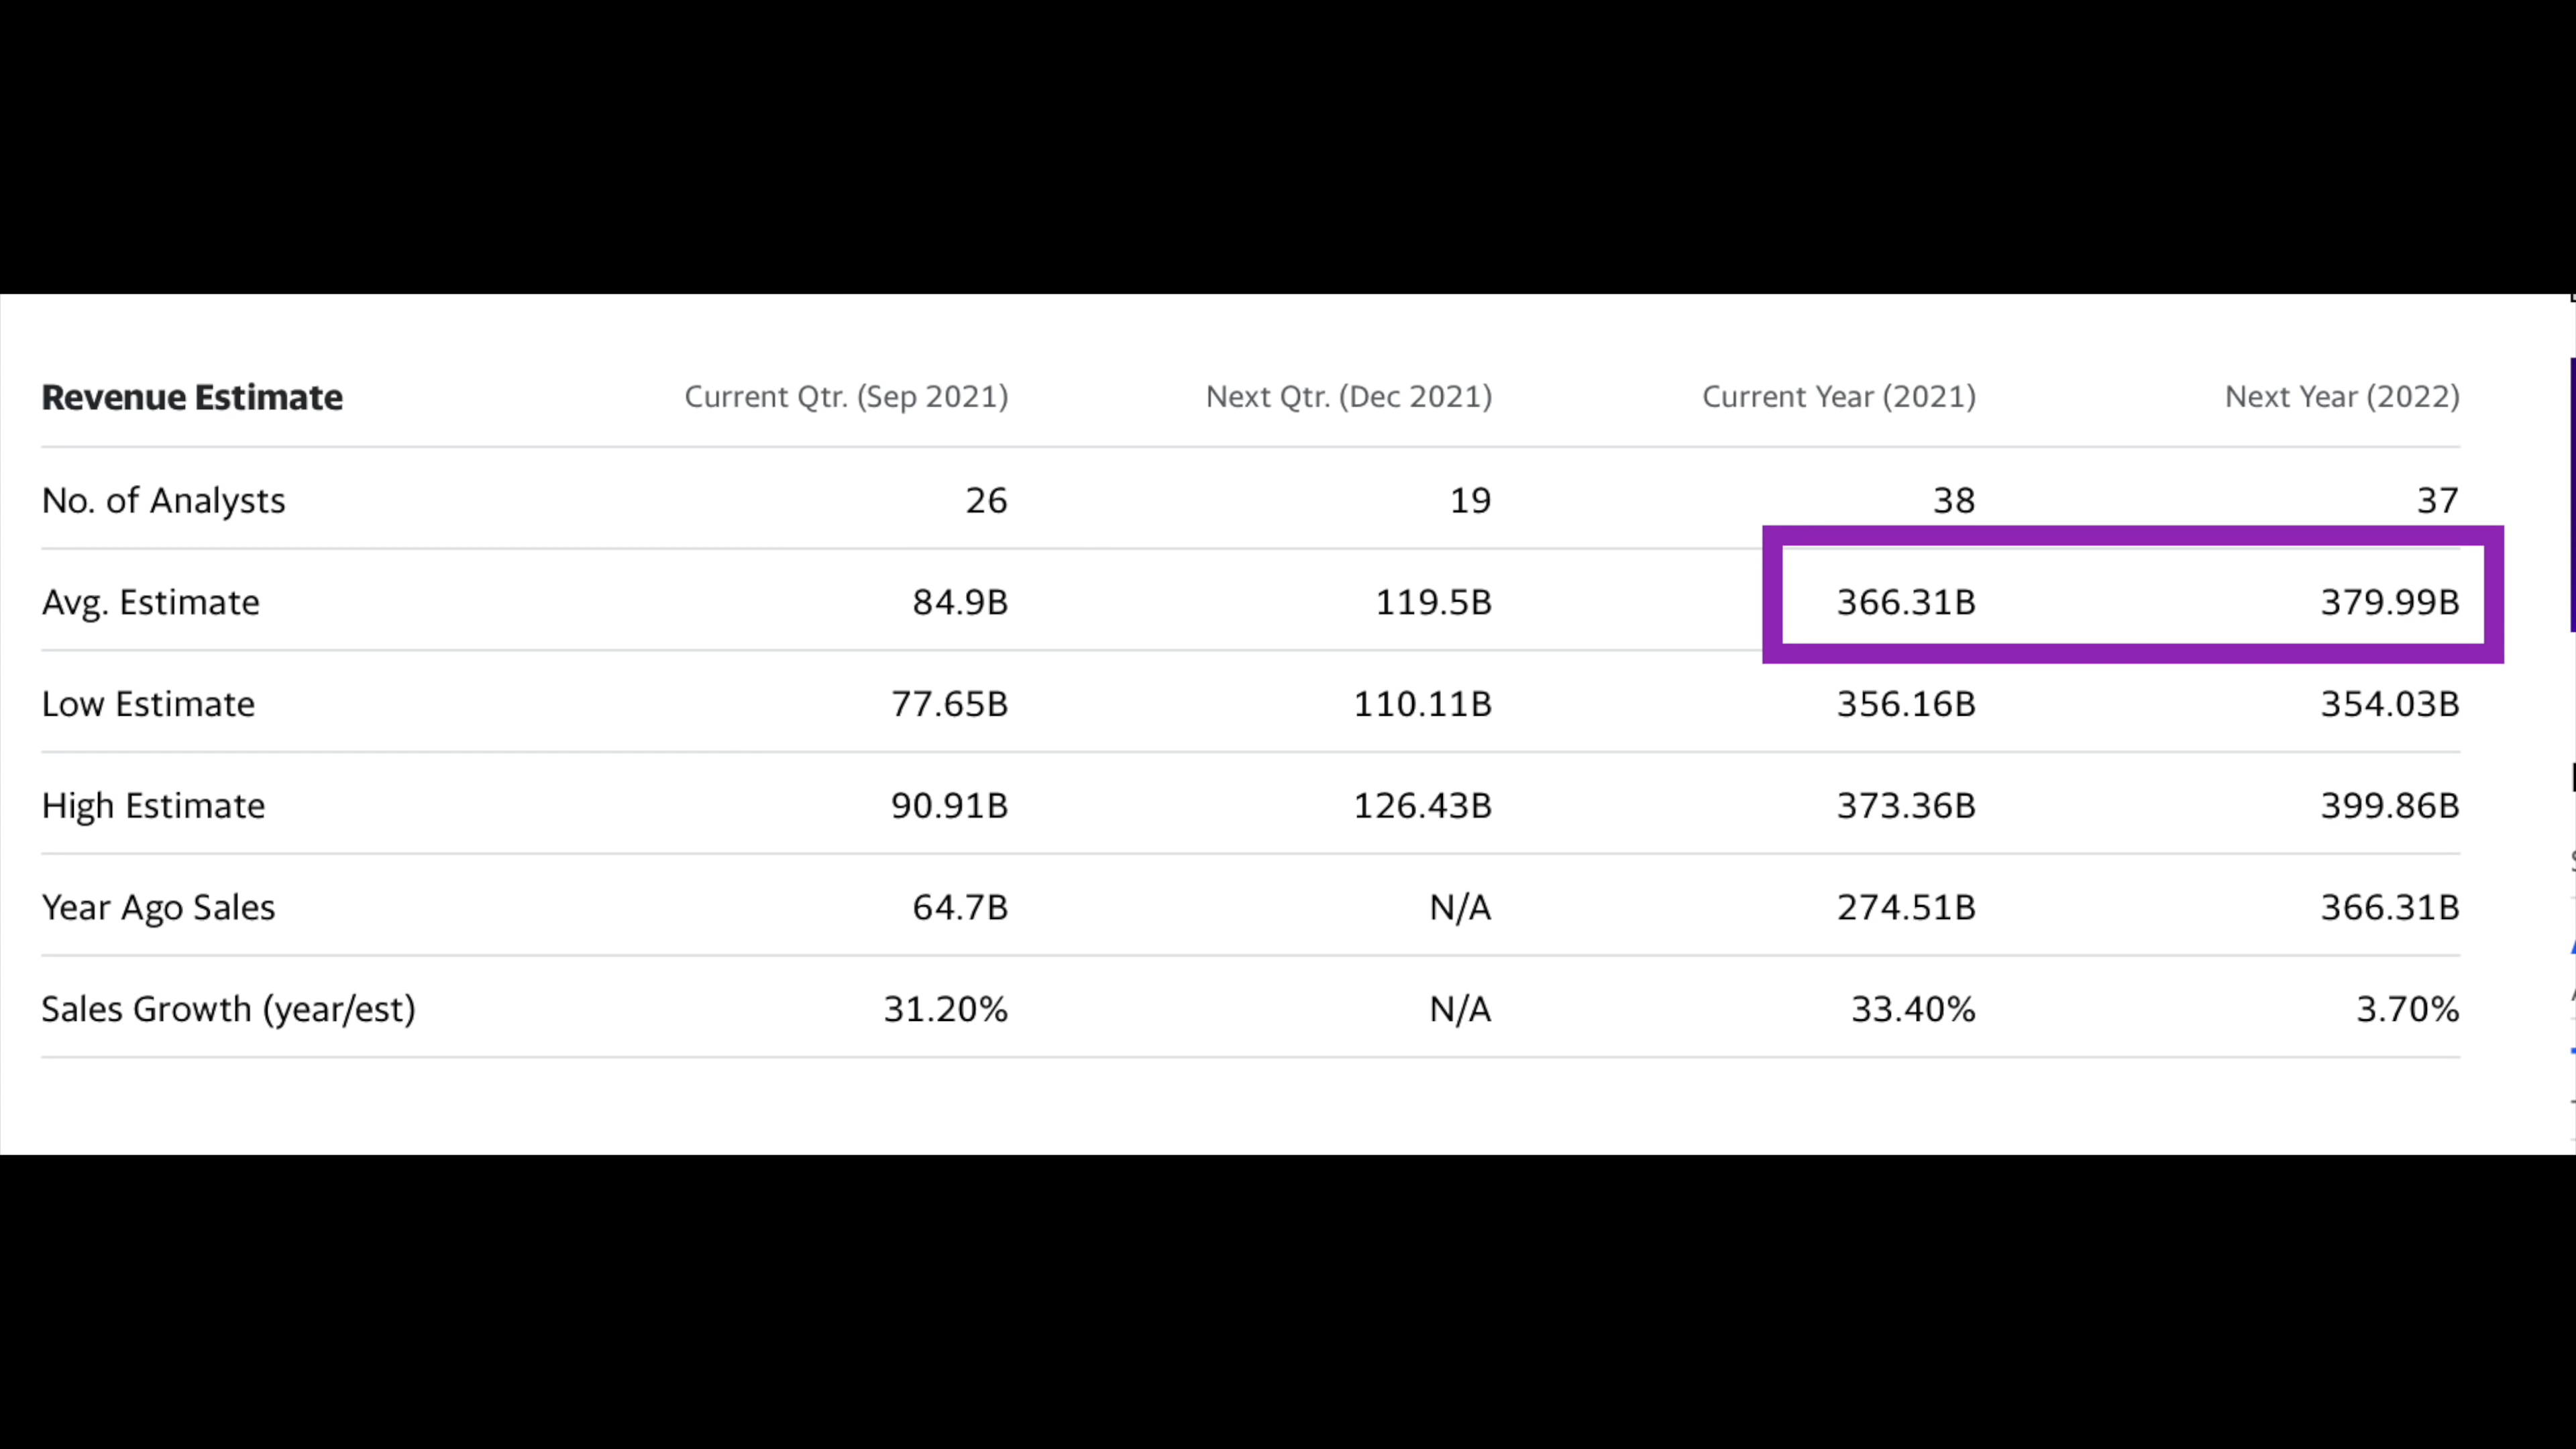 Revenue Estimate Current Qtr. (Sep 2021) Next Qtr. (Dec 2021) Current Year (2021) Next Year (2022)
No. of Analysts 26 19 38 37
Avg. Estimate 84.9B 119.5B 366.31B 379.99B
Low Estimate 77.65B 110.11B 356.16B 354.03B
High Estimate 90.91B 126.43B 373.36B 399.86B
Year Ago Sales 64.7B N/A 274.51B 366.31B
Sales Growth (year/est) 31.20% N/A 33.40% 3.70%